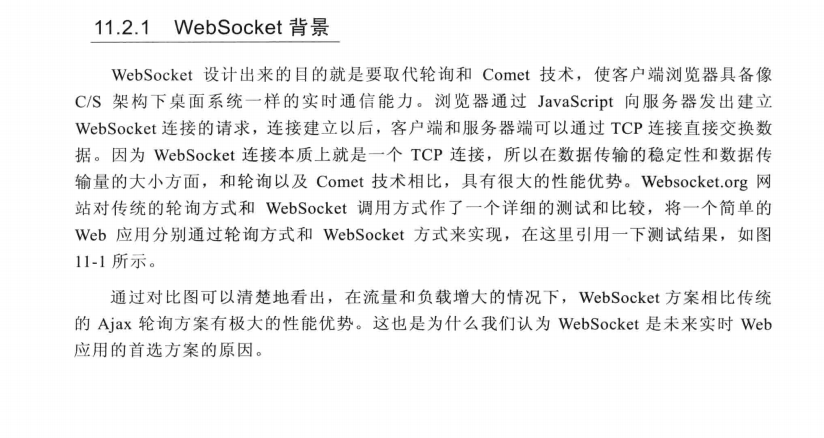 11.2.1 WebSocket 背景
WebSocket 设计出来的目的就是要取代轮询和 Comet 技术，使客户端浏览器具备像
C/S 架构下桌面系统一样的实时通信能力。浏览器通过 JavaScript 向服务器发出建立
WebSocket 连接的请求，连接建立以后，客户端和服务器端可以通过 TCP 连接直接交换数
据。因为 WebSocket 连接本质上就是一个 TCP 连接，所以在数据传输的稳定性和数据传
输量的大小方面，和轮询以及 Comet 技术相比，具有很大的性能优势。Websocket.org 网
站对传统的轮询方式和 WebSocket 调用方式作了一个详细的测试和比较，将一个简单的
Web 应用分别通过轮询方式和 WebSocket 方式来实现，在这里引用一下测试结果，如图
11-1 所示。
通过对比图可以清楚地看出，在流量和负载增大的情况下，WebSocket 方案相比传统
的 Ajax 轮询方案有极大的性能优势。这也是为什么我们认为 WebSocket 是未来实时 Web
应用的首选方案的原因。